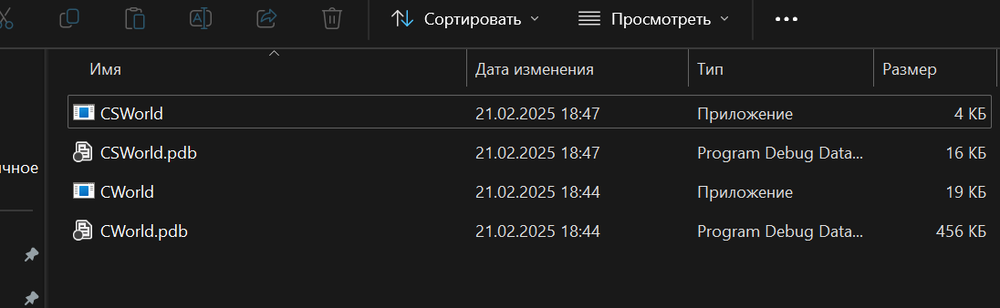 Сортировать Просмотреть
Имя Дата изменения Тип Размер
CSWorld 21.02.2025 18:47 Приложение 4 КБ
CSWorld.pdb 21.02.2025 18:47 Program Debug Data... 16 КБ
чное
CWorld 21.02.2025 18:44 Приложение 19 КБ
CWorld.pdb 21.02.2025 18:44 Program Debug Data... 456 КБ